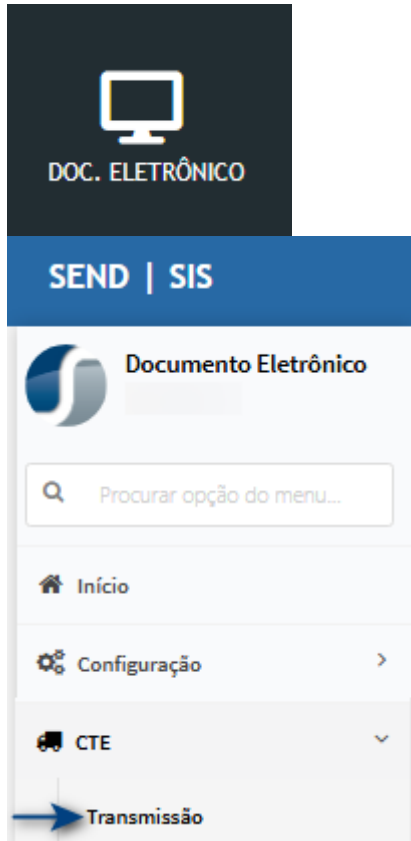 DOC. ELETRÔNICO
SEND | SIS
Documento Eletrônico
Procurar opção do menu...
Início
Configuração
CTE
Transmissão